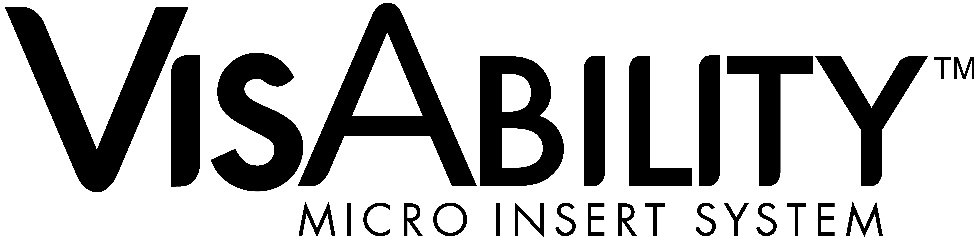 VISABILITY™
MICRO INSERT SYSTEM